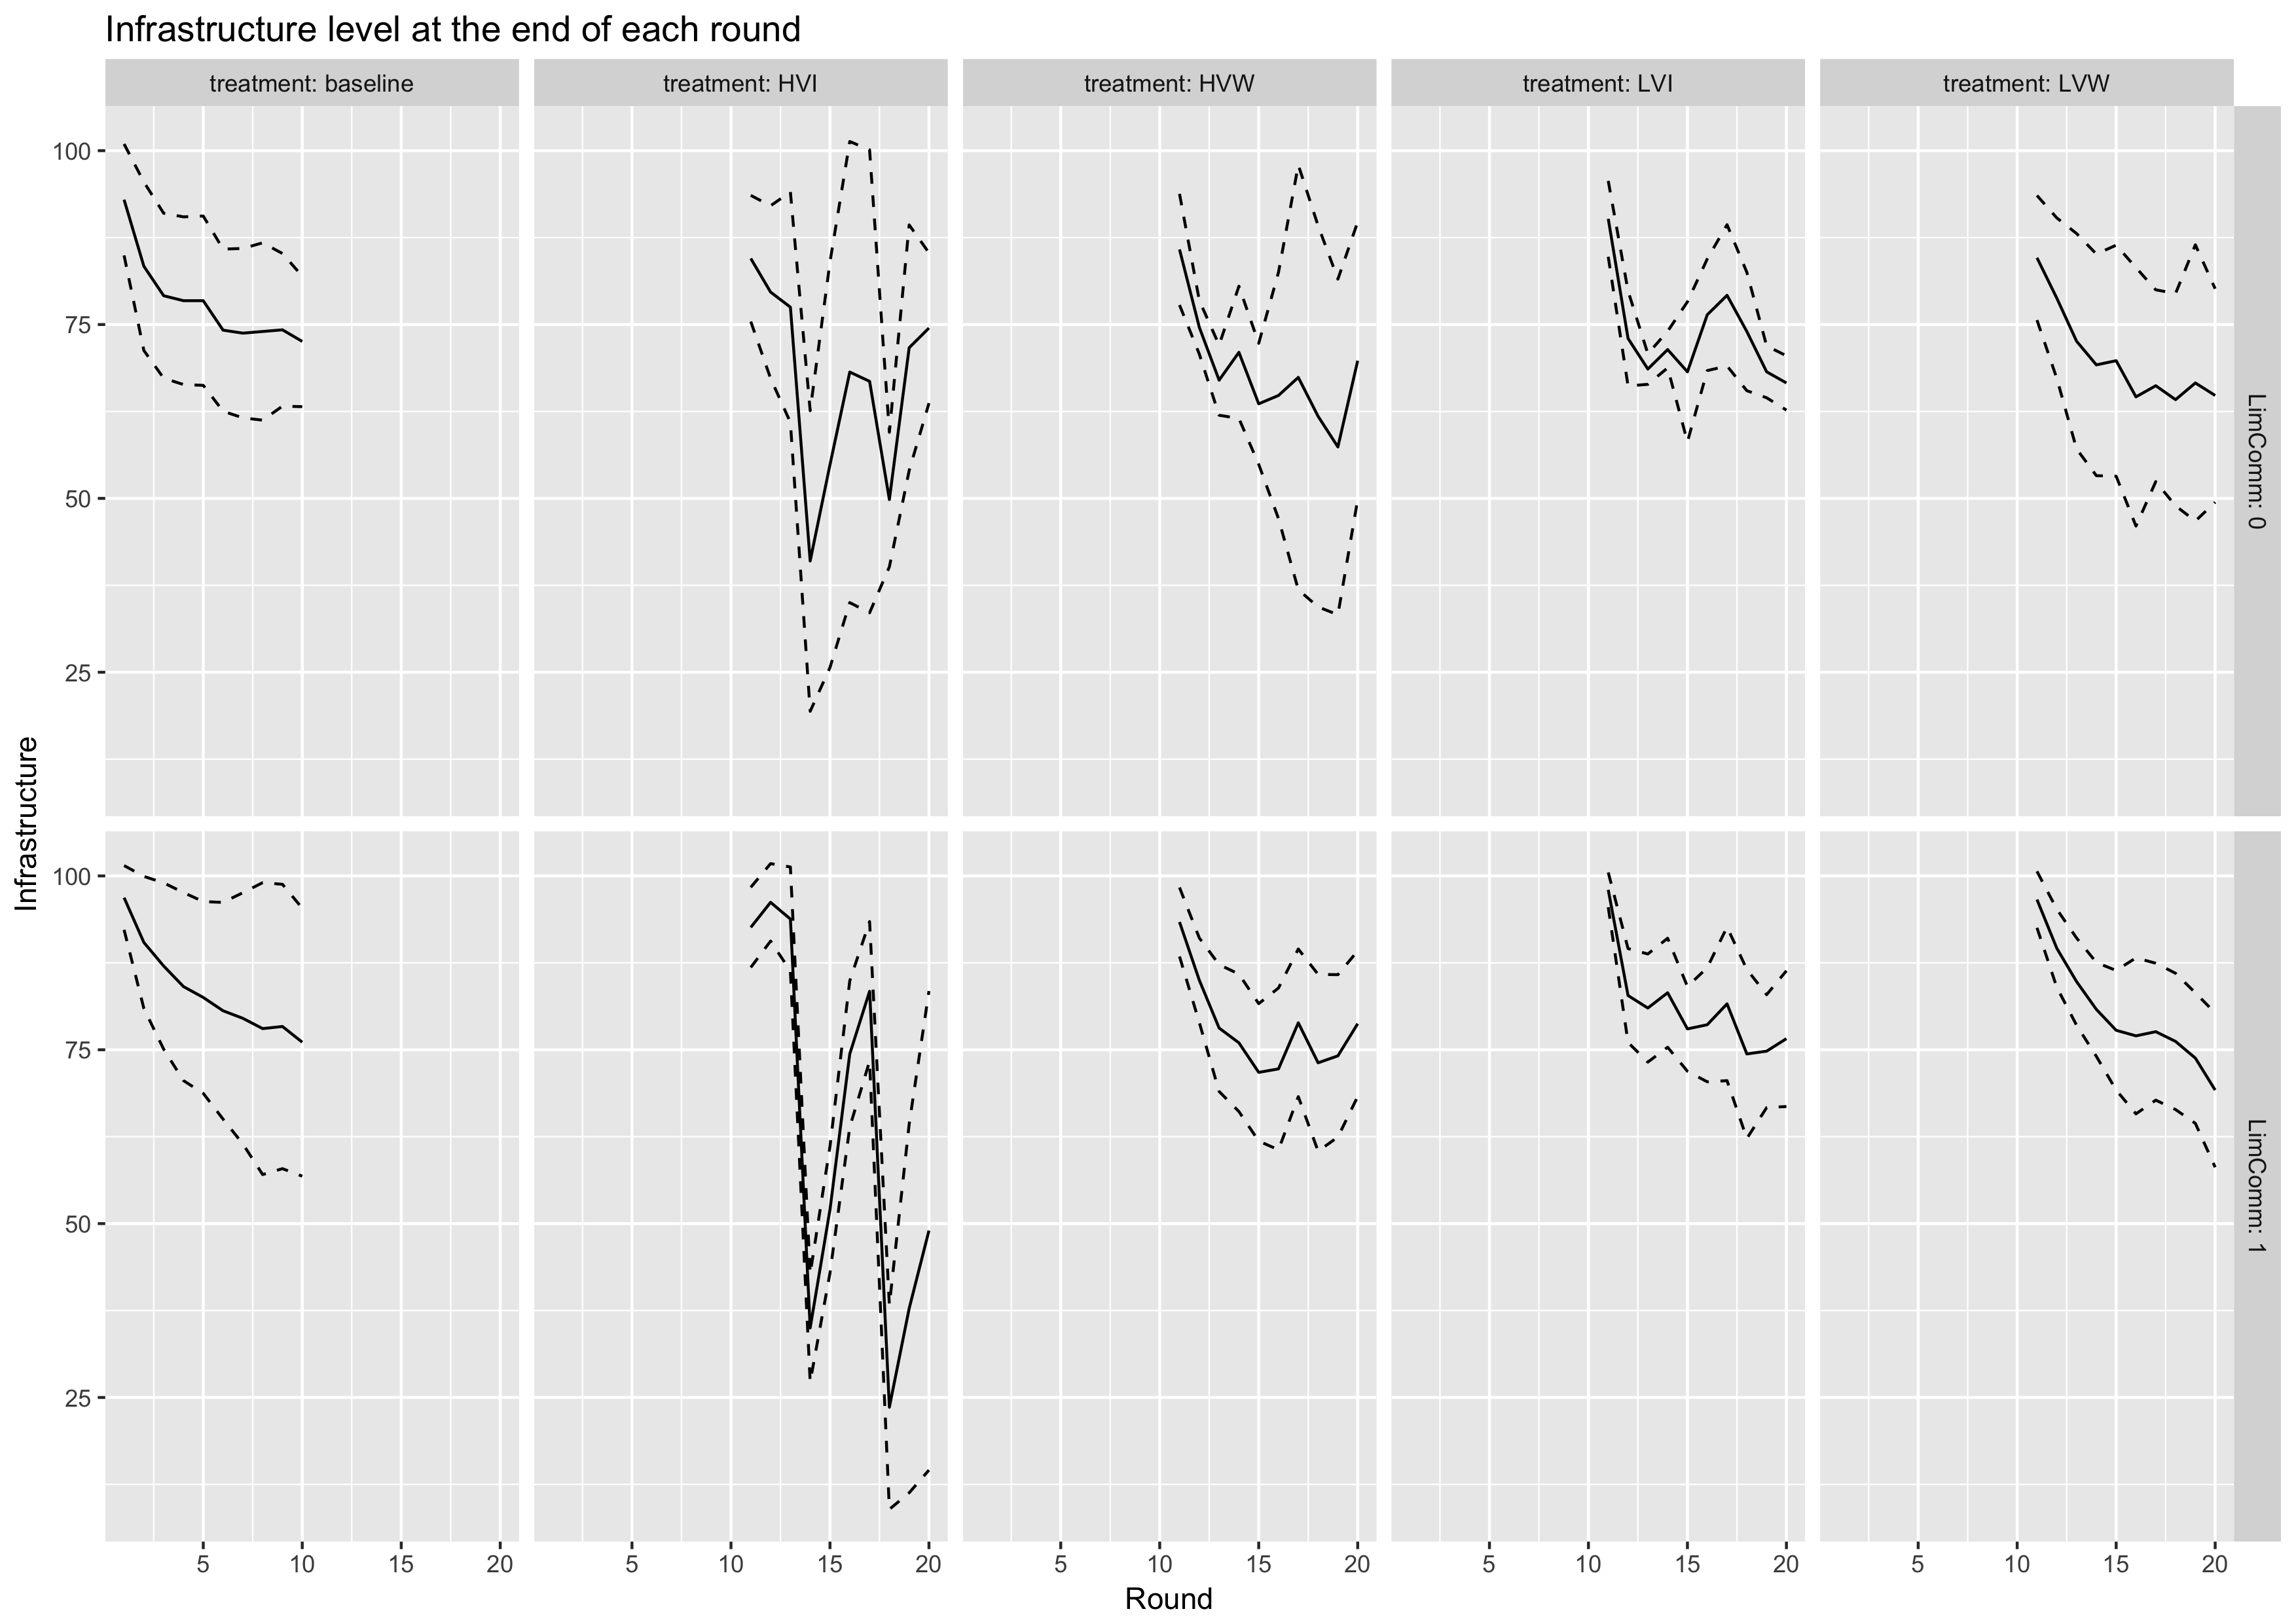 Infrastructure level at the end of each round
treatment: baseline
treatment: HVI
treatment: HVW
treatment: LVI
treatment: LVW
100
75
50
25
LimComm: 0
Infrastructure
100
75
50
25
LimComm: 1
5 10 15 20
5 10 15 20
5 10 15 20
5 10 15 20
5 10 15 20
Round